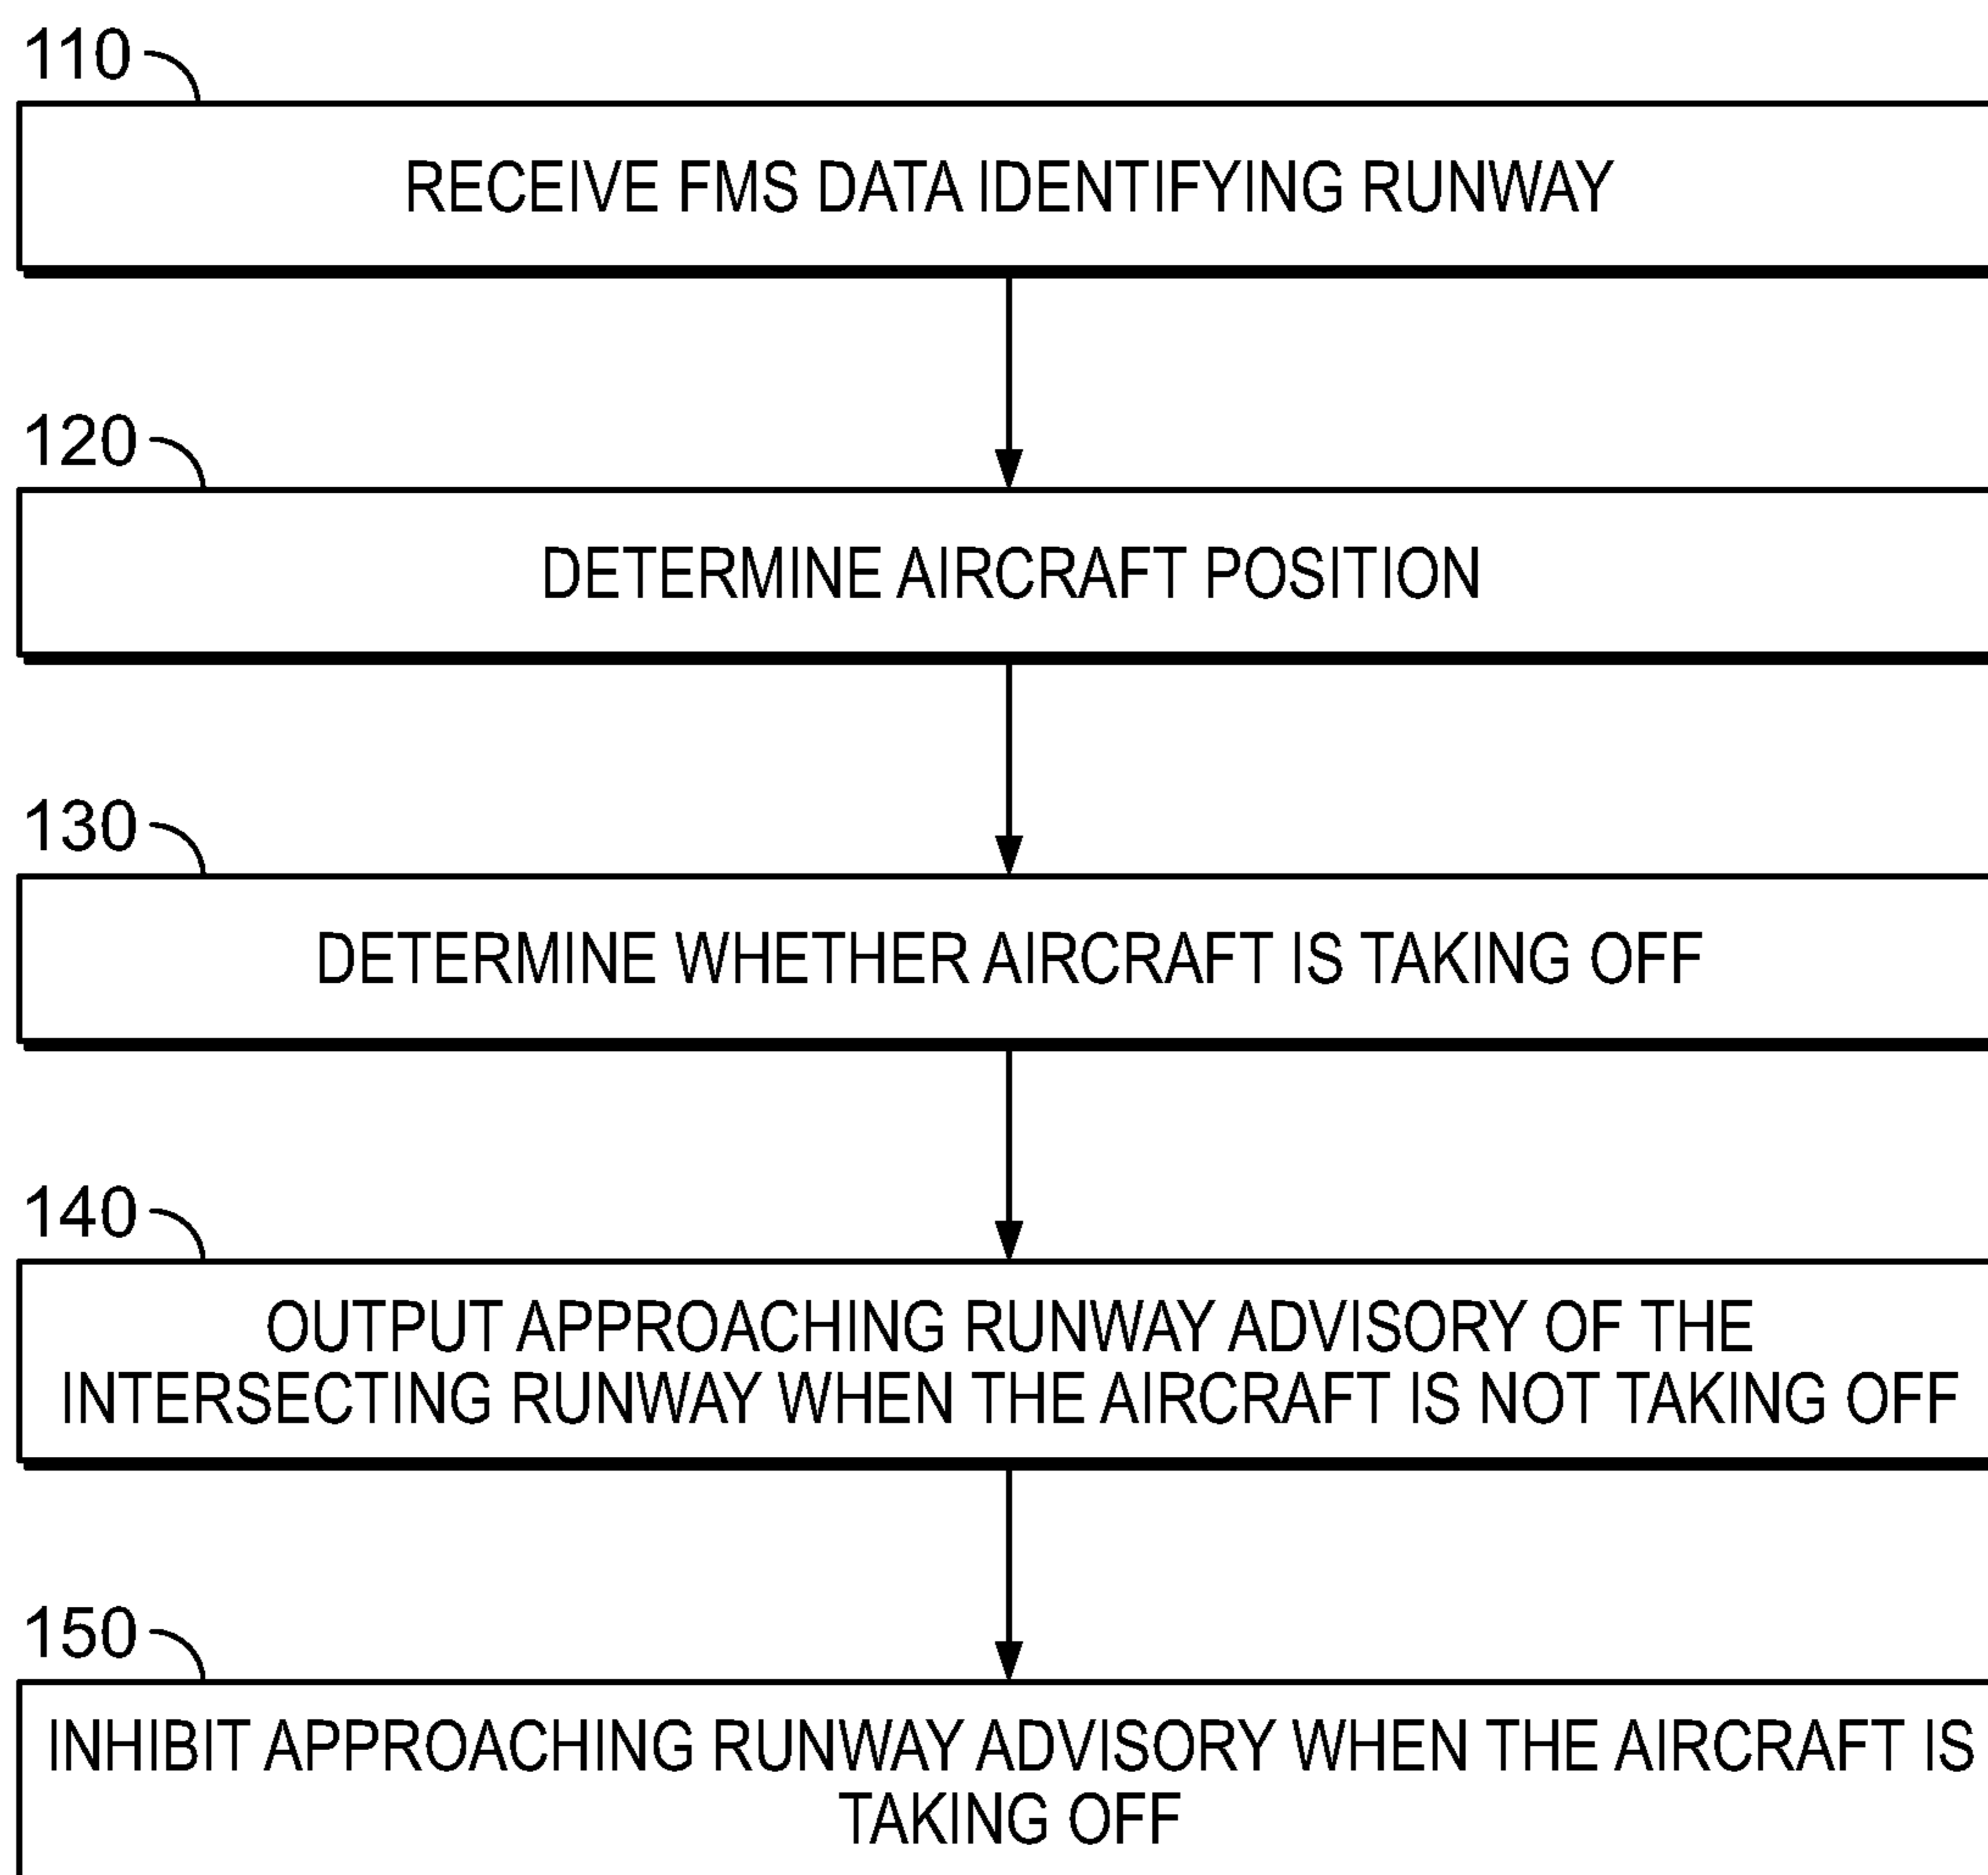 110
RECEIVE FMS DATA IDENTIFYING RUNWAY
120
DETERMINE AIRCRAFT POSITION
130
DETERMINE WHETHER AIRCRAFT IS TAKING OFF
140
OUTPUT APPROACHING RUNWAY ADVISORY OF THE
INTERSECTING RUNWAY WHEN THE AIRCRAFT IS NOT TAKING OFF
150
INHIBIT APPROACHING RUNWAY ADVISORY WHEN THE AIRCRAFT IS
TAKING OFF